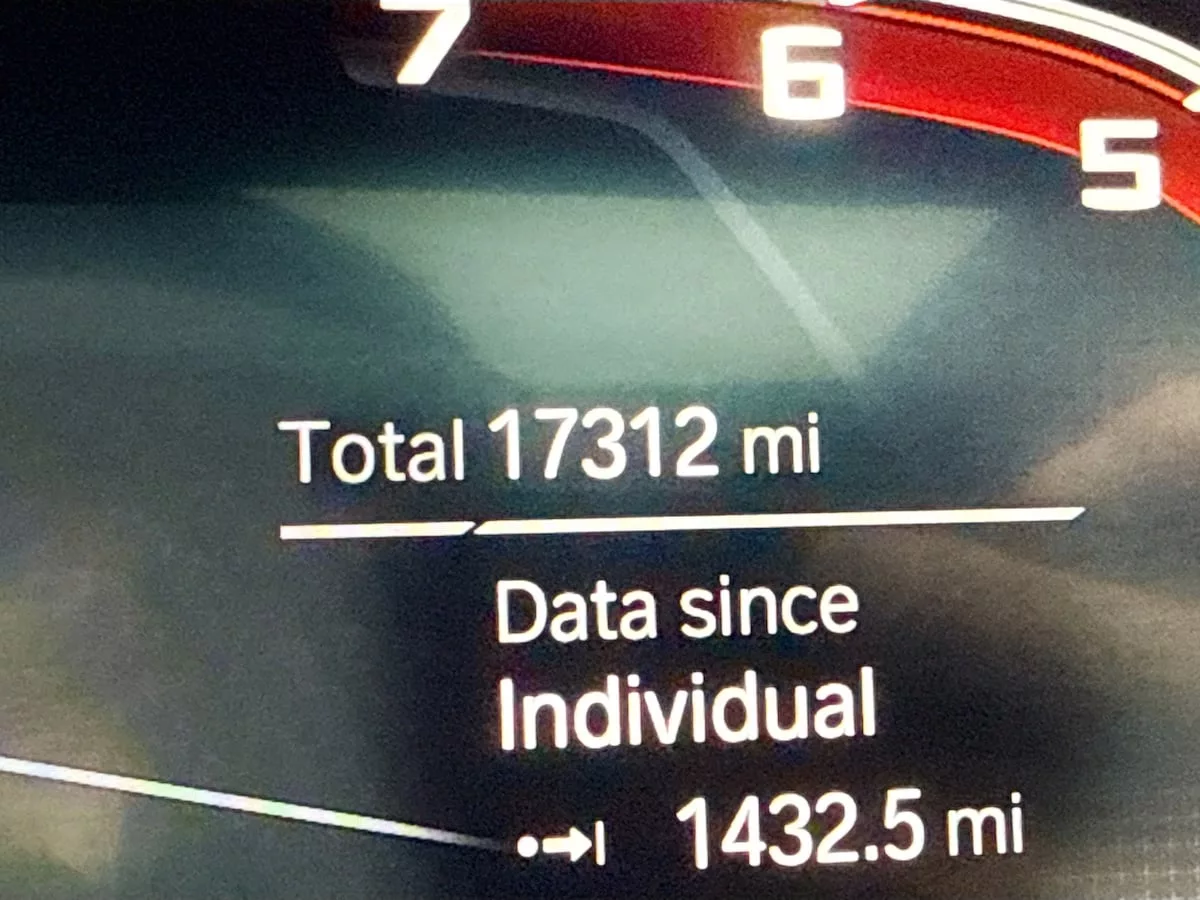 7
6
5
Total 17312 mi
Data since
Individual
1432.5 mi